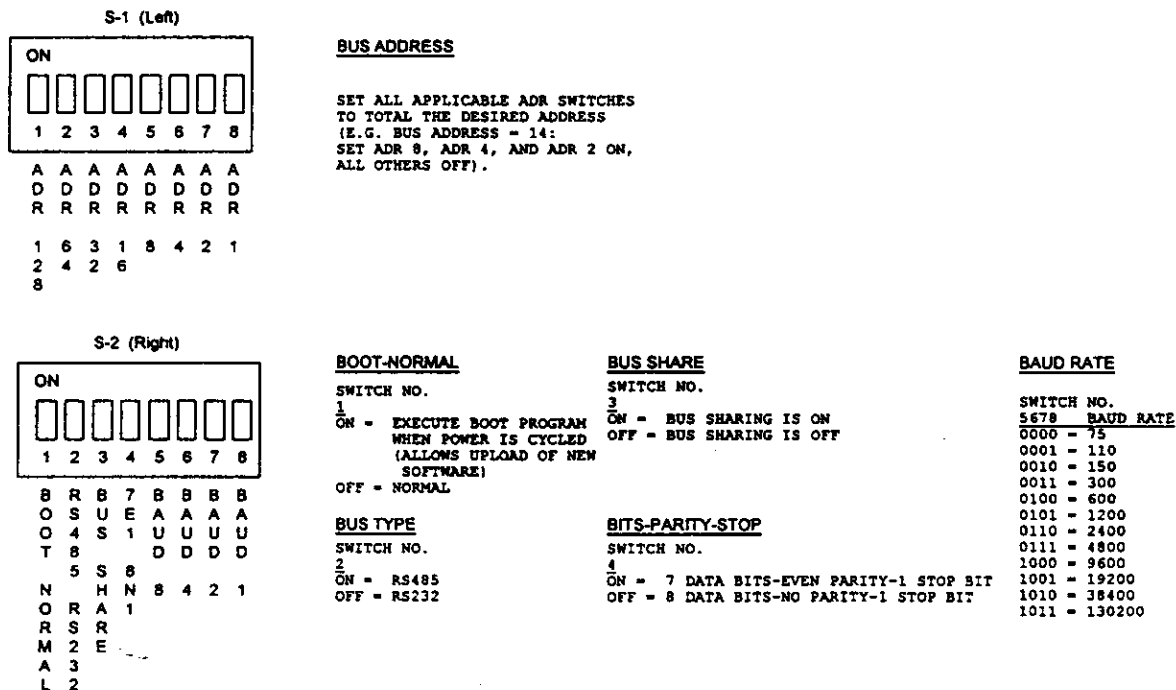 S-1 (Left)
ON
1 2 3 4 5 6 7 8
A A A A A A A A
D D D D D D D D
R R R R R R R R
1 6 3 1 8 4 2 1
2 4 2 6
8
BUS ADDRESS
SET ALL APPLICABLE ADR SWITCHES
TO TOTAL THE DESIRED ADDRESS
(E.G. BUS ADDRESS = 14:
SET ADR 8, ADR 4, AND ADR 2 ON,
ALL OTHERS OFF).
S-2 (Right)
ON
1 2 3 4 5 6 7 8
B R B 7 B B B B
O S U E A A A A
O 4 S 1 U U U U
T 8 D D D D
5 S 8
N H N 8 4 2 1
O R A 1
R S R
M 2 E
A 3
L 2
BOOT-NORMAL
SWITCH NO.
1
ON = EXECUTE BOOT PROGRAM
WHEN POWER IS CYCLED
(ALLOWS UPLOAD OF NEW
SOFTWARE)
OFF = NORMAL
BUS TYPE
SWITCH NO.
2
ON = RS485
OFF = RS232
BUS SHARE
SWITCH NO.
3
ON = BUS SHARING IS ON
OFF = BUS SHARING IS OFF
BITS-PARITY-STOP
SWITCH NO.
4
ON = 7 DATA BITS-EVEN PARITY-1 STOP BIT
OFF = 8 DATA BITS-NO PARITY-1 STOP BIT
BAUD RATE
SWITCH NO.
5678 BAUD RATE
0000 = 75
0001 = 110
0010 = 150
0011 = 300
0100 = 600
0101 = 1200
0110 = 2400
0111 = 4800
1000 = 9600
1001 = 19200
1010 = 38400
1011 = 130200